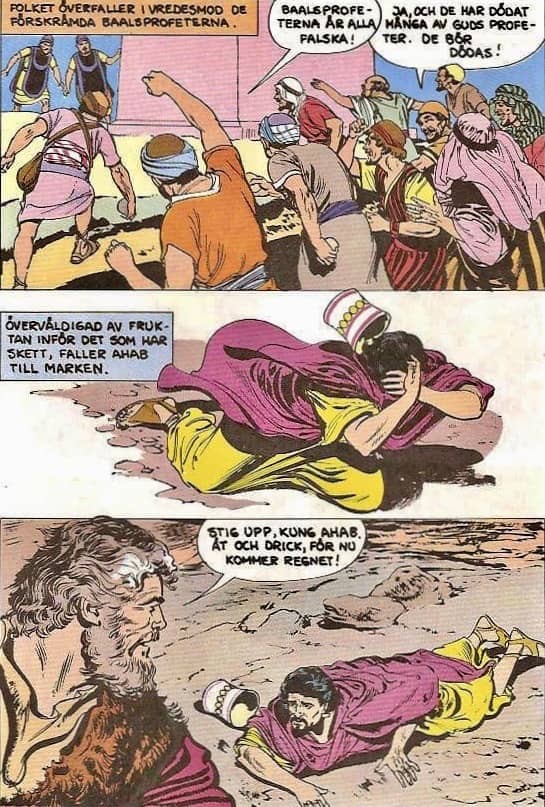 FOLKET ÖVERFALLER I VREDESMOD DE
FÖRSKRÄMDA BAALSPROFETERNA.
BAALSPROFE-
TERNA ÄR ALLA
FALSKA!
JA, OCH DE HAR DÖDAT
MÅNGA AV GUDS PROFE-
TER. DE BÖR
DÖDAS!
ÖVERVÄLDIGAD AV FRUK-
TAN INFÖR DET SOM HAR
SKETT, FALLER AHAB
TILL MARKEN.
STIG UPP, KUNG AHAB.
ÄT OCH DRICK, FÖR NU
KOMMER REGNET!